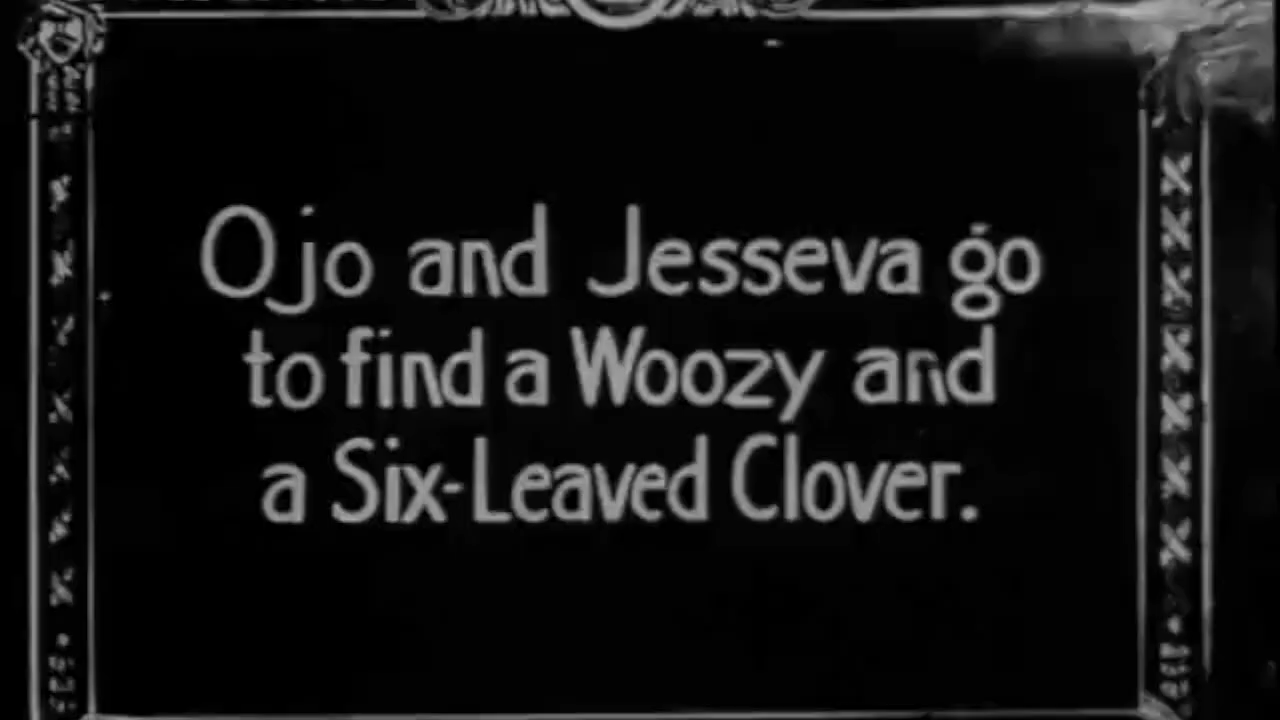 Ojo and Jesseva go
to find a Woozy and
a Six-Leaved Clover.